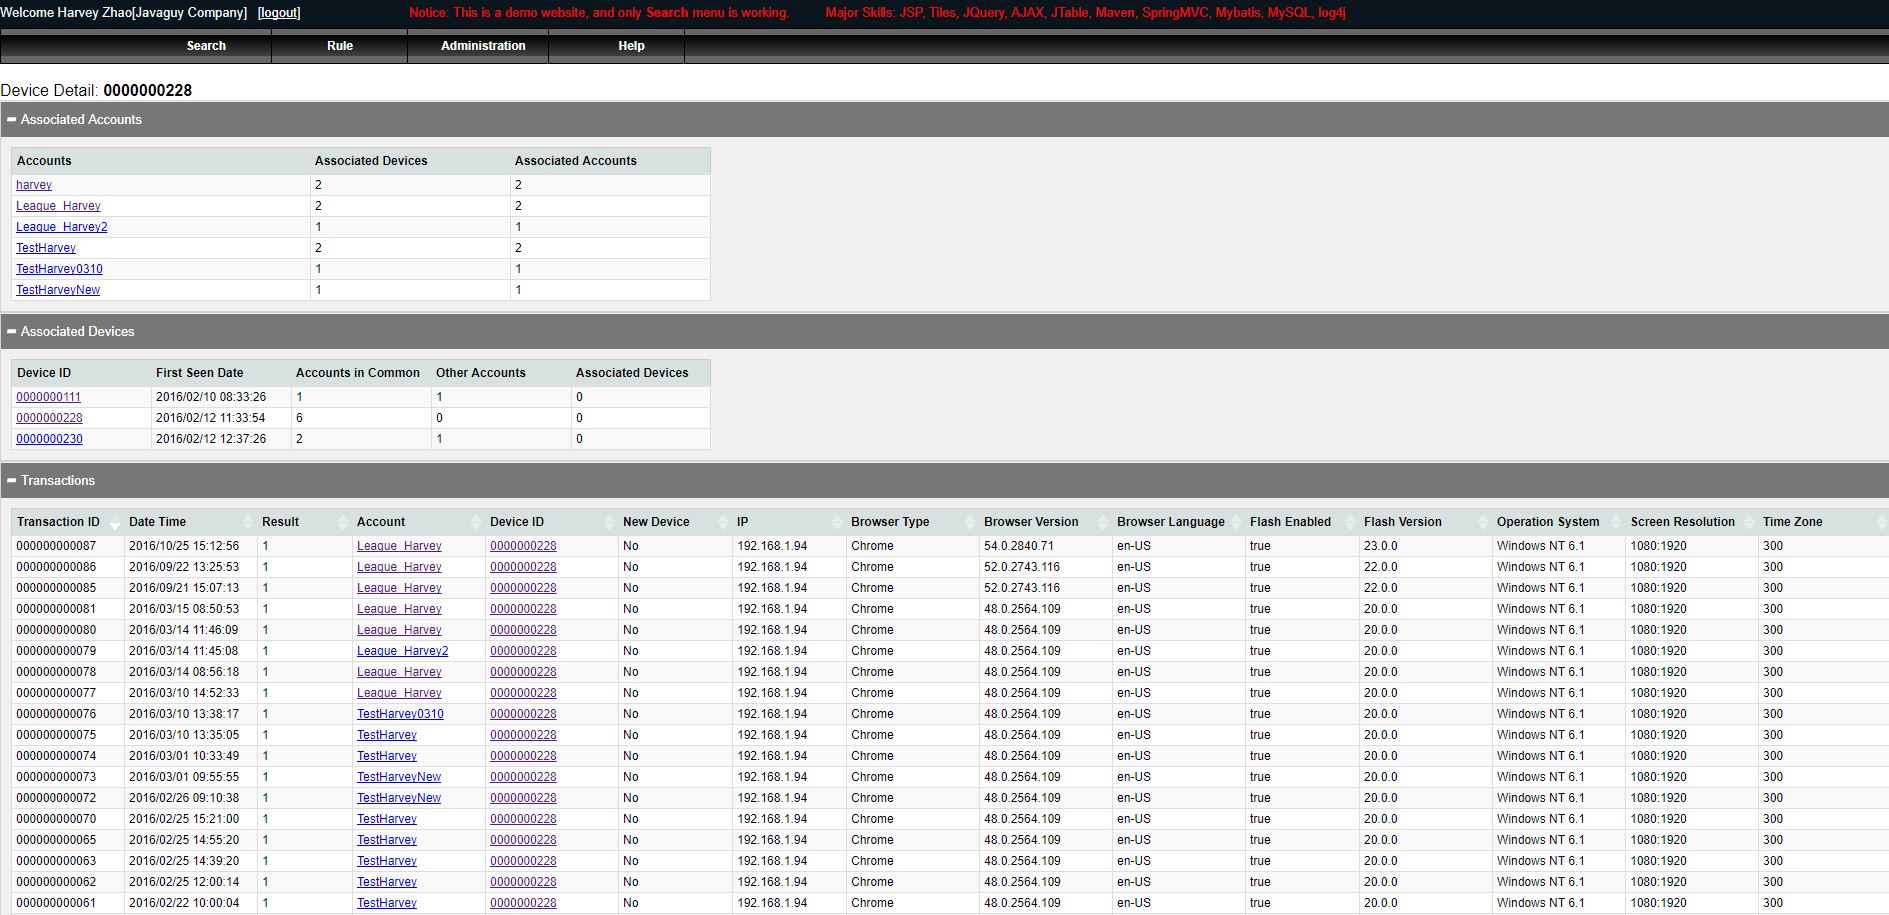 Welcome Harvey Zhao[Javaguy Company] [logout] Notice: This is a demo website, and only Search menu is working. Major Skills: JSP, Tiles, JQuery, AJAX, JTable, Maven, SpringMVC, Mybatis, MySQL, log4j
Search Rule Administration Help
Device Detail: 0000000228
Associated Accounts
Accounts Associated Devices Associated Accounts
harvey 2 2
League_Harvey 2 2
League_Harvey2 1 1
TestHarvey 2 2
TestHarvey0310 1 1
TestHarveyNew 1 1
Associated Devices
Device ID First Seen Date Accounts in Common Other Accounts Associated Devices
0000000111 2016/02/10 08:33:26 1 1 0
0000000228 2016/02/12 11:33:54 6 0 0
0000000230 2016/02/12 12:37:26 2 1 0
Transactions
Transaction ID Date Time Result Account Device ID New Device IP Browser Type Browser Version Browser Language Flash Enabled Flash Version Operation System Screen Resolution Time Zone
000000000087 2016/10/25 15:12:56 1 League_Harvey 0000000228 No 192.168.1.94 Chrome 54.0.2840.71 en-US true 23.0.0 Windows NT 6.1 1080:1920 300
000000000086 2016/09/22 13:25:53 1 League_Harvey 0000000228 No 192.168.1.94 Chrome 52.0.2743.116 en-US true 22.0.0 Windows NT 6.1 1080:1920 300
000000000085 2016/09/21 15:07:13 1 League_Harvey 0000000228 No 192.168.1.94 Chrome 52.0.2743.116 en-US true 22.0.0 Windows NT 6.1 1080:1920 300
000000000081 2016/03/15 08:50:53 1 League_Harvey 0000000228 No 192.168.1.94 Chrome 48.0.2564.109 en-US true 20.0.0 Windows NT 6.1 1080:1920 300
000000000080 2016/03/14 11:46:09 1 League_Harvey 0000000228 No 192.168.1.94 Chrome 48.0.2564.109 en-US true 20.0.0 Windows NT 6.1 1080:1920 300
000000000079 2016/03/14 11:45:08 1 League_Harvey2 0000000228 No 192.168.1.94 Chrome 48.0.2564.109 en-US true 20.0.0 Windows NT 6.1 1080:1920 300
000000000078 2016/03/14 08:56:18 1 League_Harvey 0000000228 No 192.168.1.94 Chrome 48.0.2564.109 en-US true 20.0.0 Windows NT 6.1 1080:1920 300
000000000077 2016/03/10 14:52:33 1 League_Harvey 0000000228 No 192.168.1.94 Chrome 48.0.2564.109 en-US true 20.0.0 Windows NT 6.1 1080:1920 300
000000000076 2016/03/10 13:38:17 1 TestHarvey0310 0000000228 No 192.168.1.94 Chrome 48.0.2564.109 en-US true 20.0.0 Windows NT 6.1 1080:1920 300
000000000075 2016/03/10 13:35:05 1 TestHarvey 0000000228 No 192.168.1.94 Chrome 48.0.2564.109 en-US true 20.0.0 Windows NT 6.1 1080:1920 300
000000000074 2016/03/01 10:33:49 1 TestHarvey 0000000228 No 192.168.1.94 Chrome 48.0.2564.109 en-US true 20.0.0 Windows NT 6.1 1080:1920 300
000000000073 2016/03/01 09:55:55 1 TestHarveyNew 0000000228 No 192.168.1.94 Chrome 48.0.2564.109 en-US true 20.0.0 Windows NT 6.1 1080:1920 300
000000000072 2016/02/26 09:10:38 1 TestHarveyNew 0000000228 No 192.168.1.94 Chrome 48.0.2564.109 en-US true 20.0.0 Windows NT 6.1 1080:1920 300
000000000070 2016/02/25 15:21:00 1 TestHarvey 0000000228 No 192.168.1.94 Chrome 48.0.2564.109 en-US true 20.0.0 Windows NT 6.1 1080:1920 300
000000000065 2016/02/25 14:55:20 1 TestHarvey 0000000228 No 192.168.1.94 Chrome 48.0.2564.109 en-US true 20.0.0 Windows NT 6.1 1080:1920 300
000000000063 2016/02/25 14:39:20 1 TestHarvey 0000000228 No 192.168.1.94 Chrome 48.0.2564.109 en-US true 20.0.0 Windows NT 6.1 1080:1920 300
000000000062 2016/02/25 12:00:14 1 TestHarvey 0000000228 No 192.168.1.94 Chrome 48.0.2564.109 en-US true 20.0.0 Windows NT 6.1 1080:1920 300
000000000061 2016/02/22 10:00:04 1 TestHarvey 0000000228 No 192.168.1.94 Chrome 48.0.2564.109 en-US true 20.0.0 Windows NT 6.1 1080:1920 300